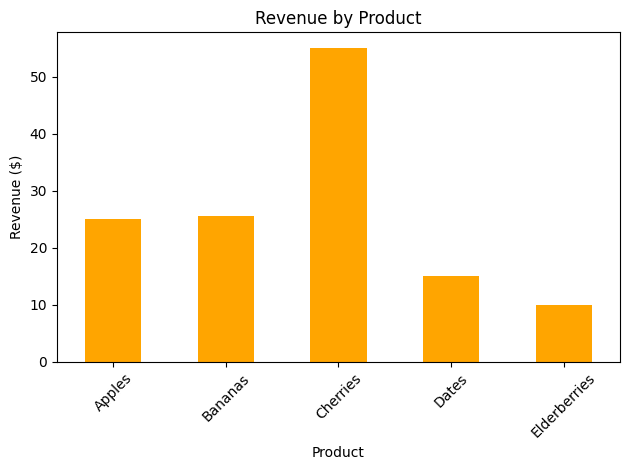 Revenue by Product
Revenue ($)
50
40
30
20
10
0
Apples
Bananas
Cherries
Dates
Elderberries
Product